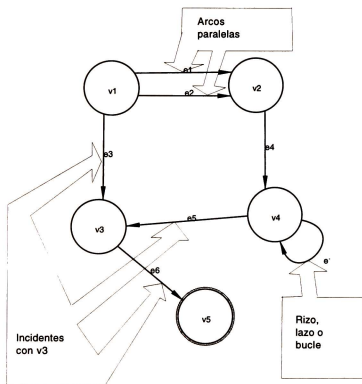 Arcos
paralelas
e1
v1
e2
v2
e3
e4
v4
e5
v3
e'
e6
v5
Rizo,
lazo o
bucle
Incidentes
con v3